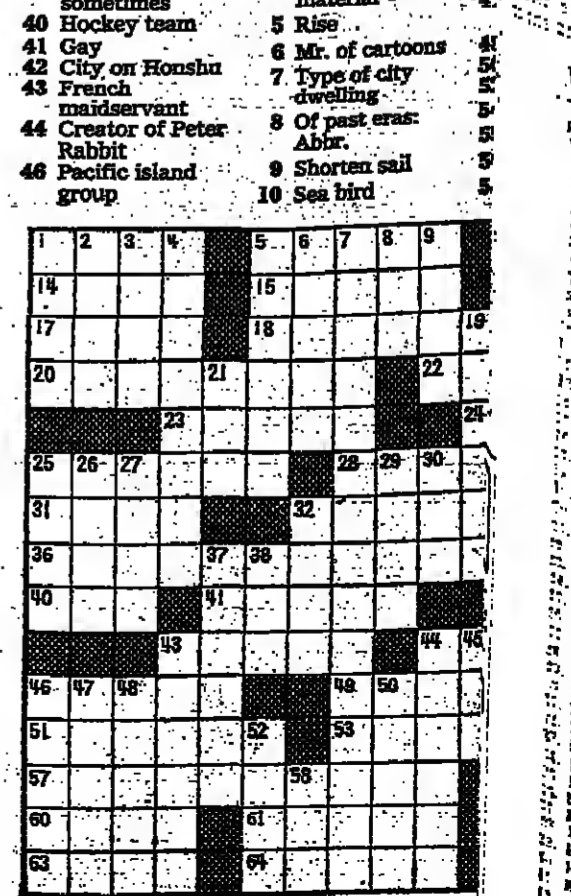 sometimes
40 Hockey team
41 Gay
42 City on Honshu
43 French
maidservant
44 Creator of Peter
Rabbit
46 Pacific island
group
material
5 Rise
6 Mr. of cartoons
7 Type of city
dwelling
8 Of past eras:
Abbr.
9 Shorten sail
10 Sea bird
1 2 3 4 5 6 7 8 9
14 15
17 18 19
20 21 22
23 24
25 26 27 28 29 30
31 32
36 37 38
40 41
43 44 45
46 47 48 49 50
51 52 53
57 58
60 61
63 64